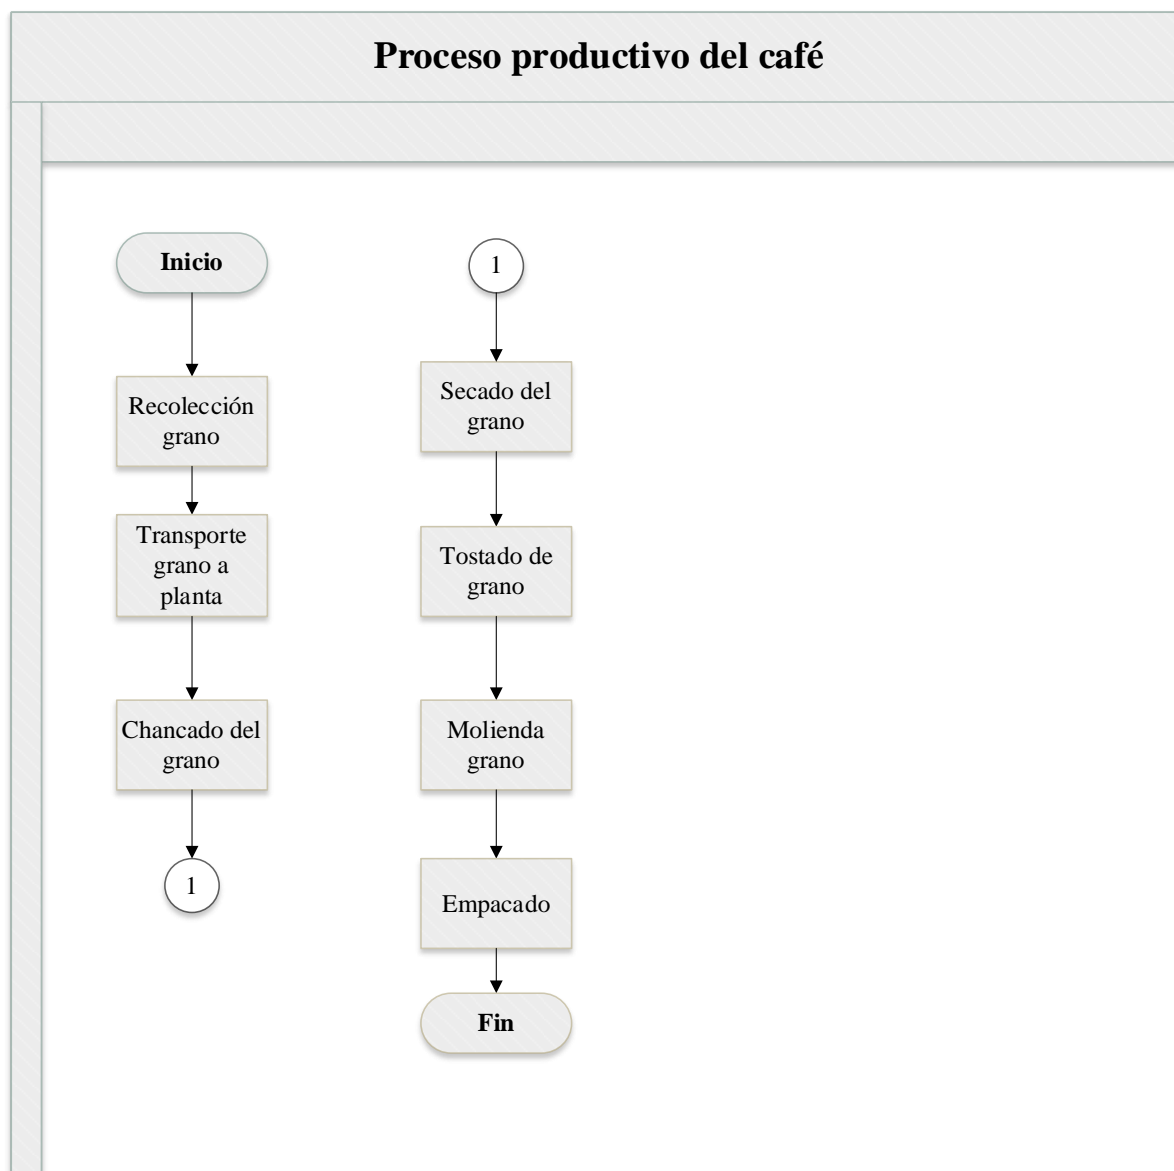 Proceso productivo del café
Inicio
Recolección
grano
Transporte
grano a
planta
Chancado del
grano
1
1
Secado del
grano
Tostado de
grano
Molienda
grano
Empacado
Fin